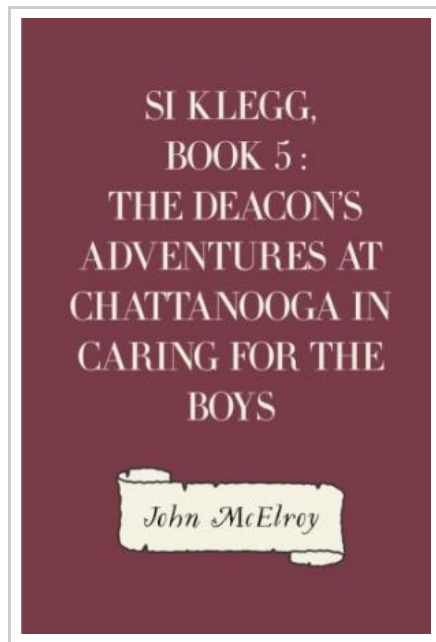 SI KLEGG,
BOOK 5 :
THE DEACON'S
ADVENTURES AT
CHATTANOOGA IN
CARING FOR THE
BOYS
John McElroy